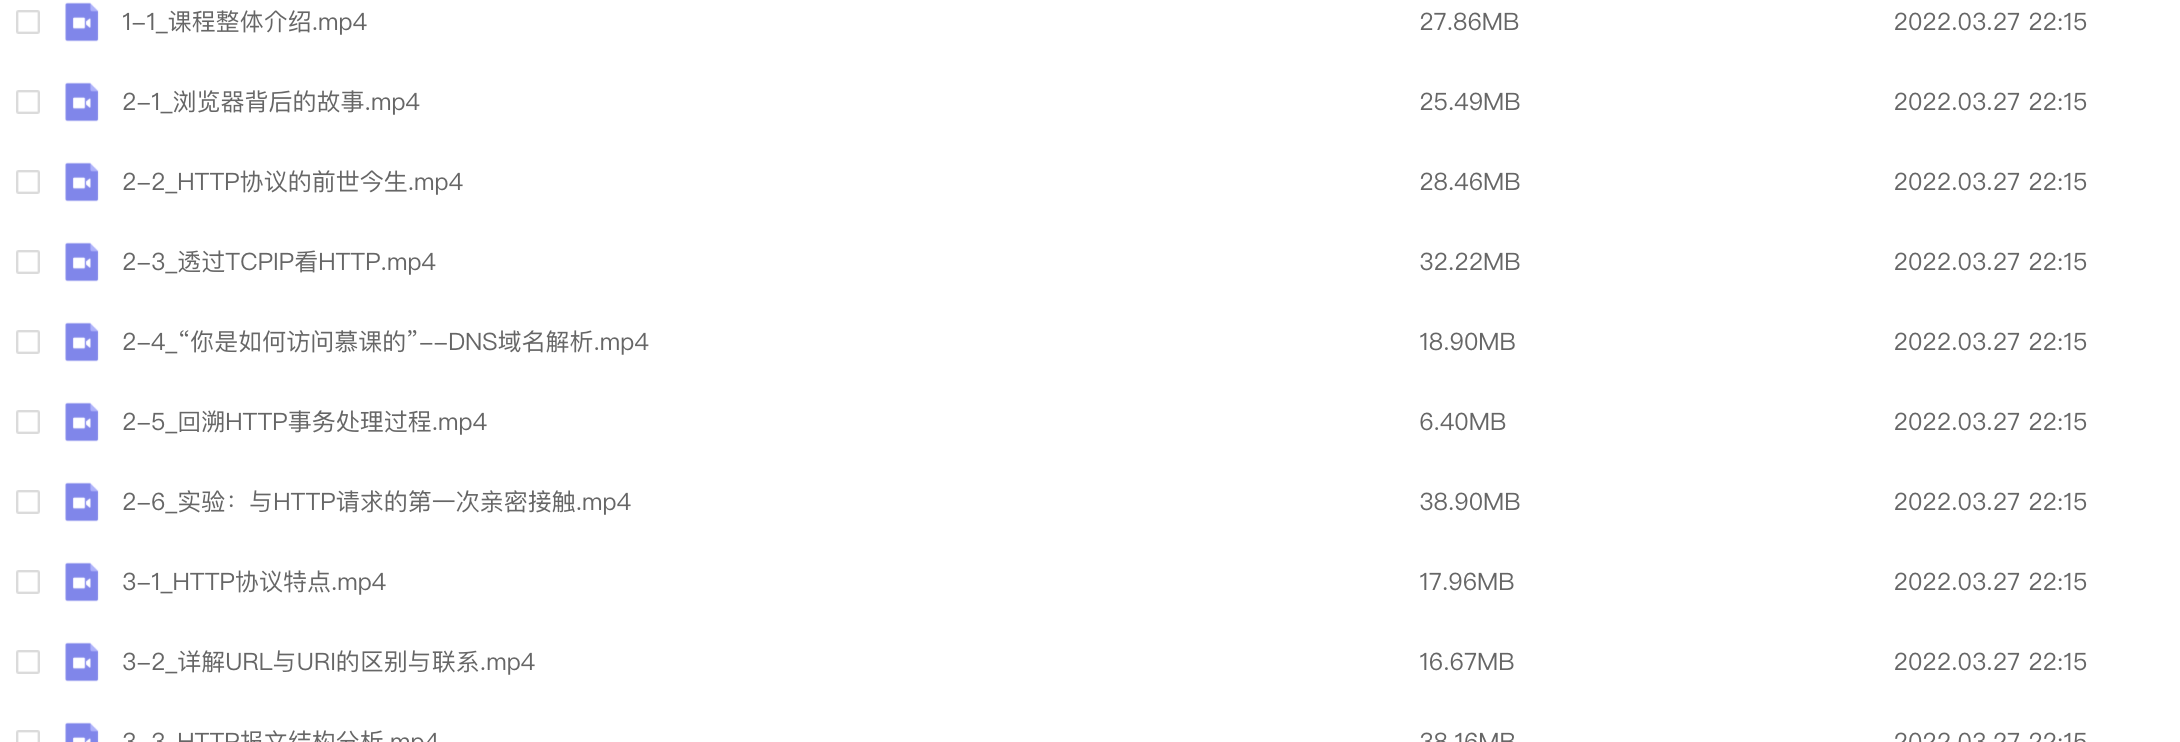 1-1_课程整体介绍.mp4 27.86MB 2022.03.27 22:15
2-1_浏览器背后的故事.mp4 25.49MB 2022.03.27 22:15
2-2_HTTP协议的前世今生.mp4 28.46MB 2022.03.27 22:15
2-3_透过TCPIP看HTTP.mp4 32.22MB 2022.03.27 22:15
2-4_“你是如何访问慕课的”--DNS域名解析.mp4 18.90MB 2022.03.27 22:15
2-5_回溯HTTP事务处理过程.mp4 6.40MB 2022.03.27 22:15
2-6_实验：与HTTP请求的第一次亲密接触.mp4 38.90MB 2022.03.27 22:15
3-1_HTTP协议特点.mp4 17.96MB 2022.03.27 22:15
3-2_详解URL与URI的区别与联系.mp4 16.67MB 2022.03.27 22:15
3-3_HTTP报文结构分析.mp4 38.16MB 2022.03.27 22:15